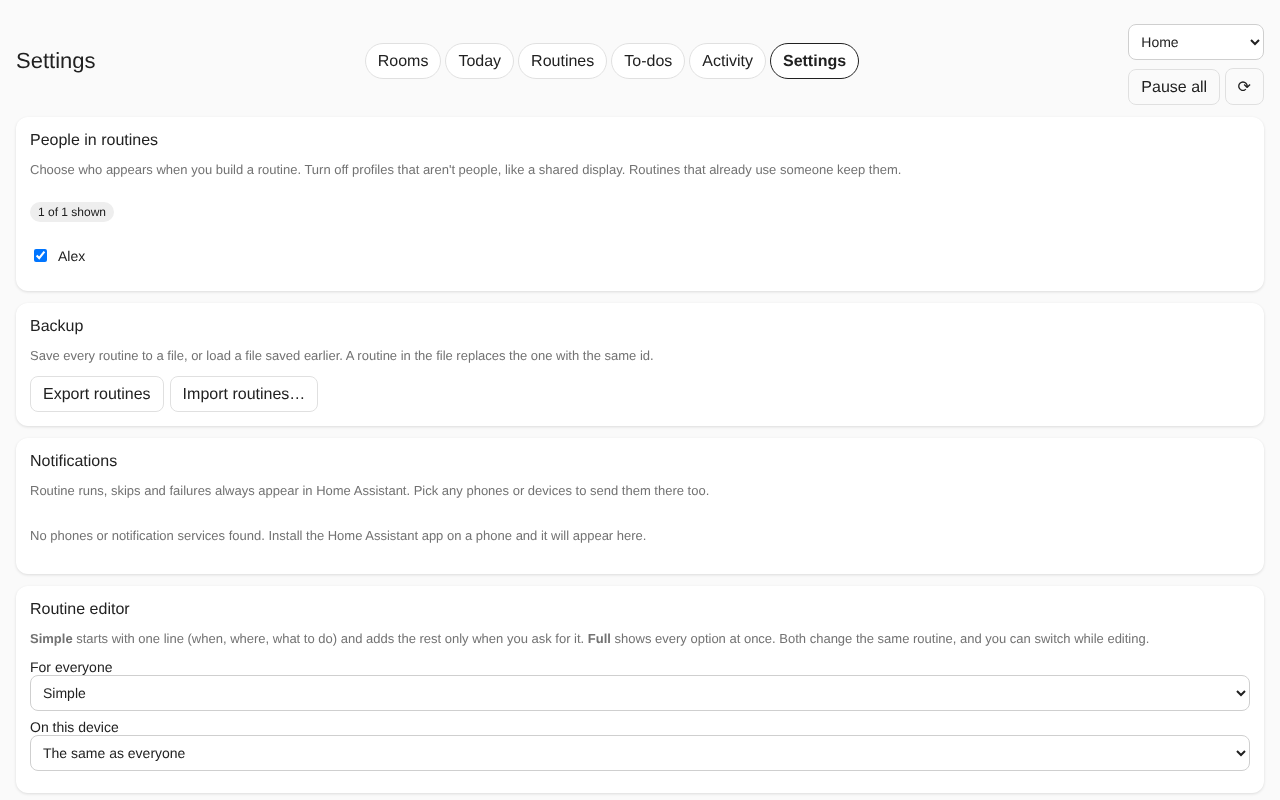 Settings
Rooms
Today
Routines
To-dos
Activity
Settings
Home
Pause all
⟳
People in routines
Choose who appears when you build a routine. Turn off profiles that aren't people, like a shared display. Routines that already use someone keep them.
1 of 1 shown
Alex
Backup
Save every routine to a file, or load a file saved earlier. A routine in the file replaces the one with the same id.
Export routines
Import routines…
Notifications
Routine runs, skips and failures always appear in Home Assistant. Pick any phones or devices to send them there too.
No phones or notification services found. Install the Home Assistant app on a phone and it will appear here.
Routine editor
Simple starts with one line (when, where, what to do) and adds the rest only when you ask for it. Full shows every option at once. Both change the same routine, and you can switch while editing.
For everyone
Simple
On this device
The same as everyone